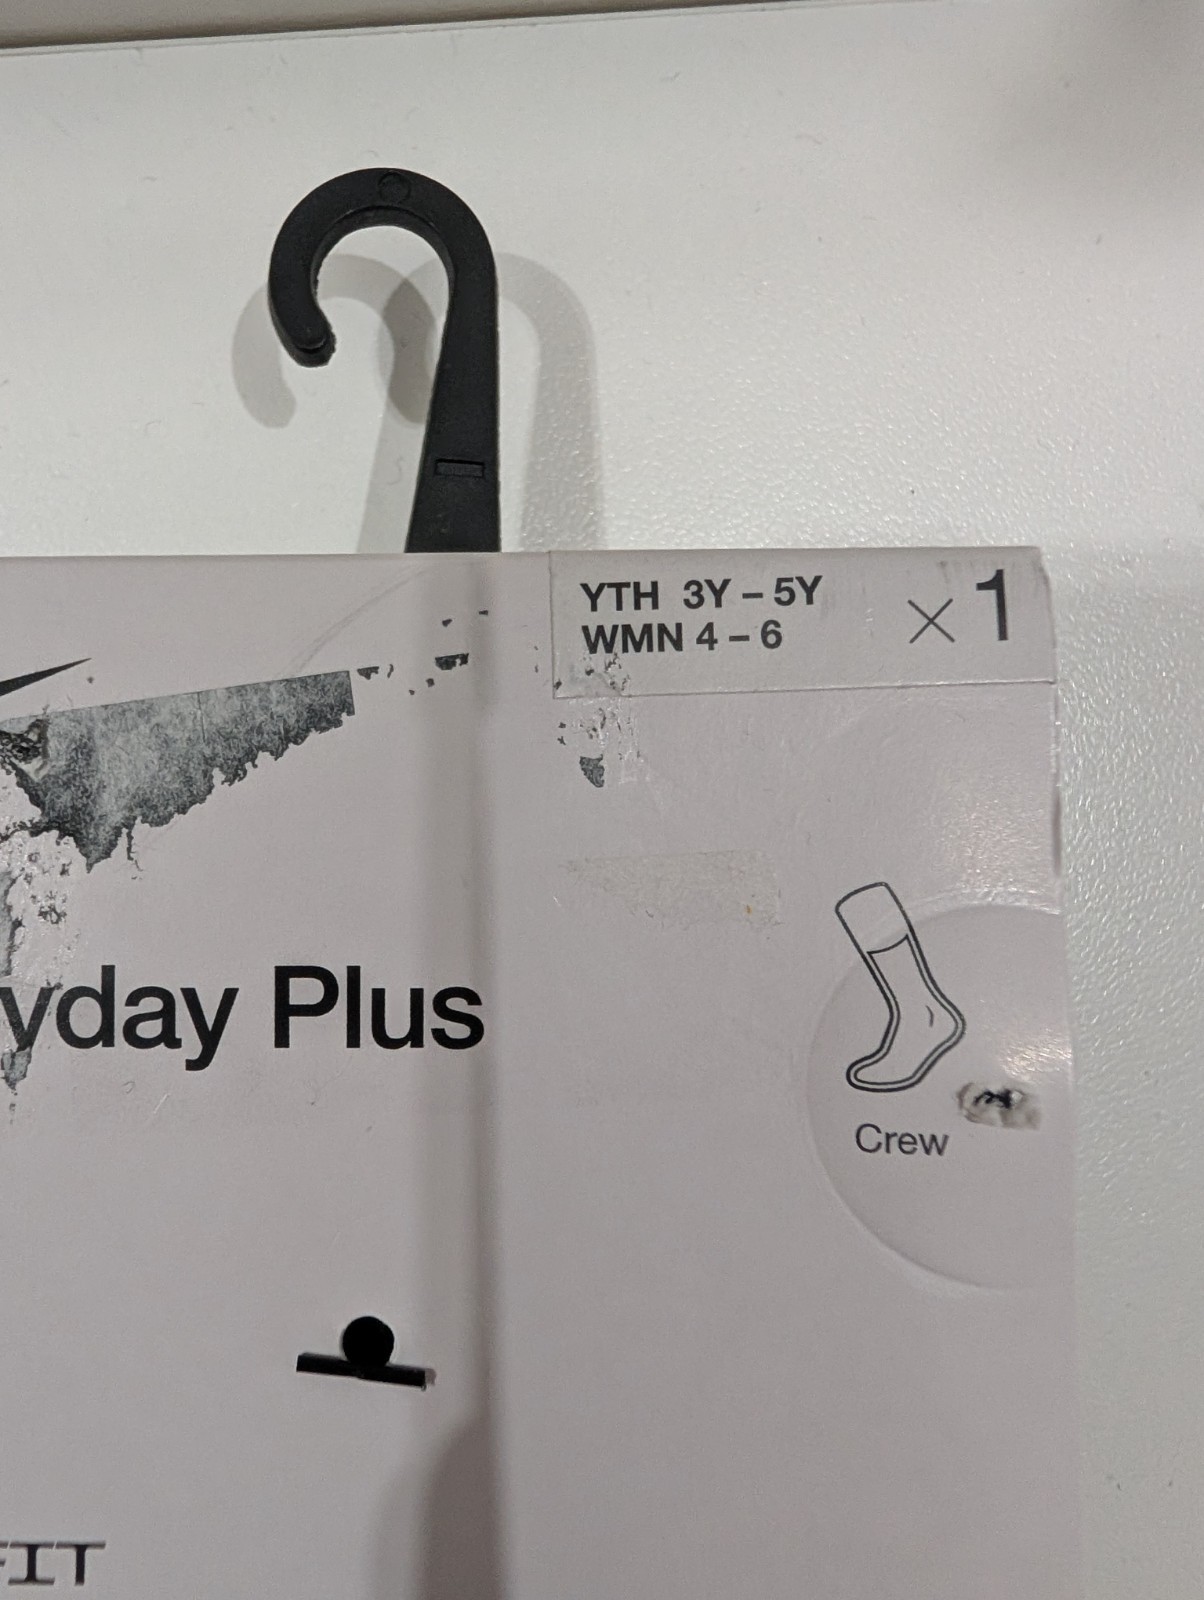 YTH 3Y – 5Y
WMN 4 – 6
× 1
yday Plus
Crew
FIT